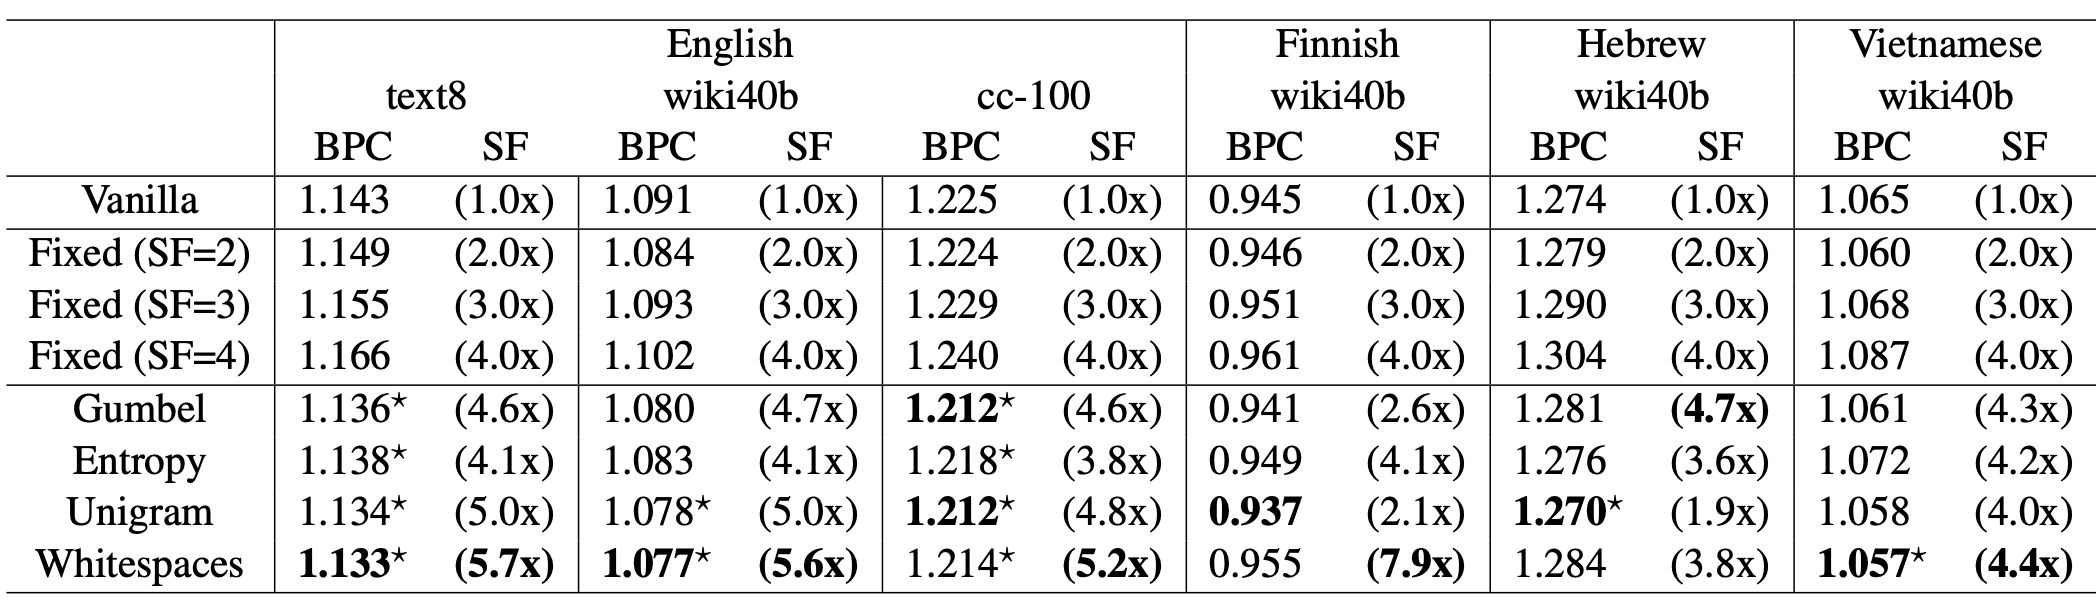 English Finnish Hebrew Vietnamese
text8 wiki40b cc-100 wiki40b wiki40b wiki40b
BPC SF BPC SF BPC SF BPC SF BPC SF BPC SF
Vanilla 1.143 (1.0x) 1.091 (1.0x) 1.225 (1.0x) 0.945 (1.0x) 1.274 (1.0x) 1.065 (1.0x)
Fixed (SF=2) 1.149 (2.0x) 1.084 (2.0x) 1.224 (2.0x) 0.946 (2.0x) 1.279 (2.0x) 1.060 (2.0x)
Fixed (SF=3) 1.155 (3.0x) 1.093 (3.0x) 1.229 (3.0x) 0.951 (3.0x) 1.290 (3.0x) 1.068 (3.0x)
Fixed (SF=4) 1.166 (4.0x) 1.102 (4.0x) 1.240 (4.0x) 0.961 (4.0x) 1.304 (4.0x) 1.087 (4.0x)
Gumbel 1.136⋆ (4.6x) 1.080 (4.7x) 1.212⋆ (4.6x) 0.941 (2.6x) 1.281 (4.7x) 1.061 (4.3x)
Entropy 1.138⋆ (4.1x) 1.083 (4.1x) 1.218⋆ (3.8x) 0.949 (4.1x) 1.276 (3.6x) 1.072 (4.2x)
Unigram 1.134⋆ (5.0x) 1.078⋆ (5.0x) 1.212⋆ (4.8x) 0.937 (2.1x) 1.270⋆ (1.9x) 1.058 (4.0x)
Whitespaces 1.133⋆ (5.7x) 1.077⋆ (5.6x) 1.214⋆ (5.2x) 0.955 (7.9x) 1.284 (3.8x) 1.057⋆ (4.4x)